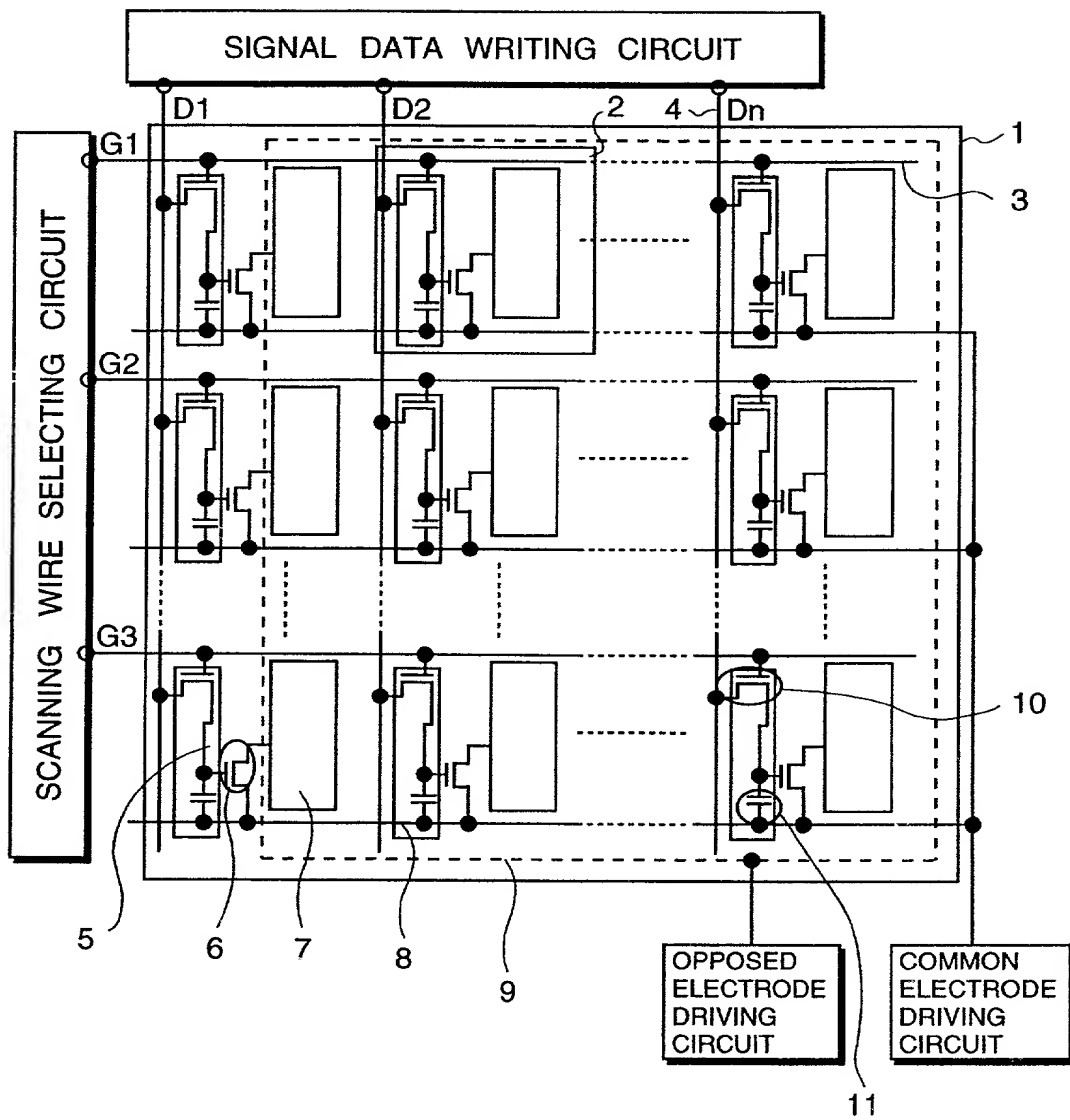 SIGNAL DATA WRITING CIRCUIT
D1
D2
2
4
Dn
1
G1
3
SCANNING WIRE SELECTING CIRCUIT
G2
G3
10
5
6
7
8
9
OPPOSED
ELECTRODE
DRIVING
CIRCUIT
COMMON
ELECTRODE
DRIVING
CIRCUIT
11